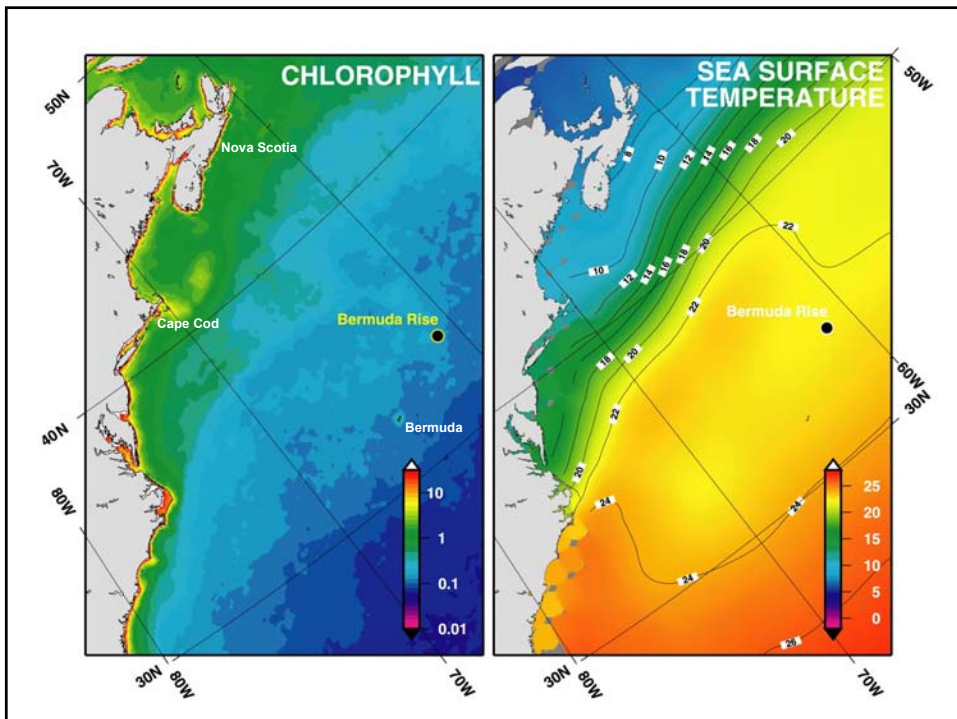 CHLOROPHYLL
50N
70W
Nova Scotia
Cape Cod
Bermuda Rise
Bermuda
40N
80W
10
1
0.1
0.01
30N
80W
70W
SEA SURFACE
TEMPERATURE
50W
8
10
12
14
16
18
20
22
10
12
14
16
18
20
22
18
20
22
Bermuda Rise
60W
30N
20
24
24
24
26
25
20
15
10
5
0
30N
80W
70W